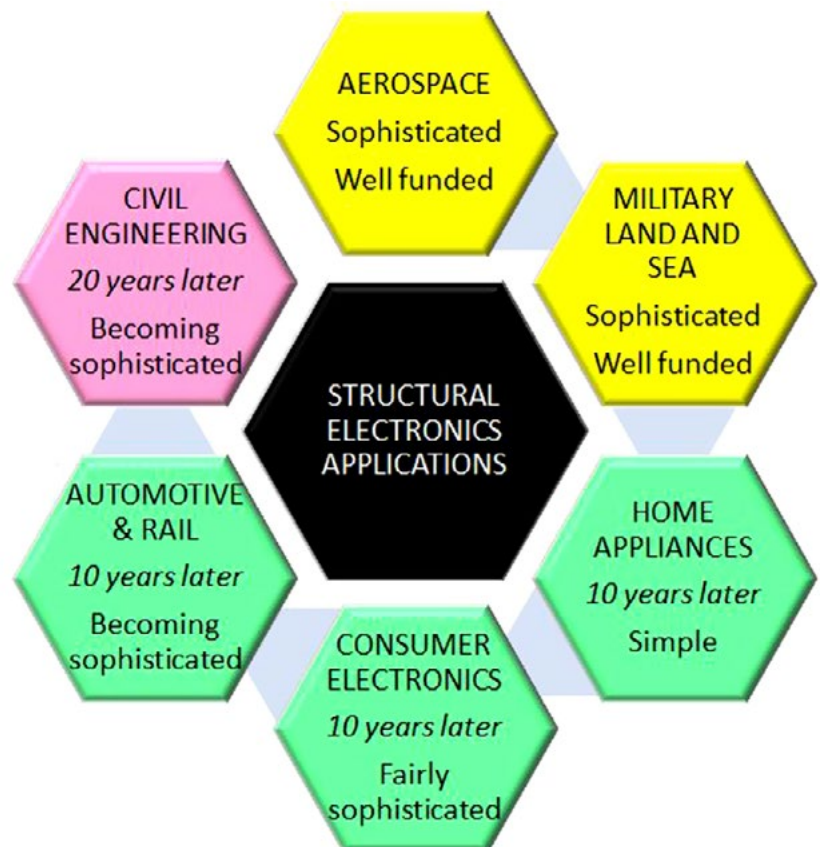 AEROSPACE
Sophisticated
Well funded
MILITARY
LAND AND
SEA
Sophisticated
Well funded
HOME
APPLIANCES
10 years later
Simple
CONSUMER
ELECTRONICS
10 years later
Fairly
sophisticated
AUTOMOTIVE
& RAIL
10 years later
Becoming
sophisticated
CIVIL
ENGINEERING
20 years later
Becoming
sophisticated
STRUCTURAL
ELECTRONICS
APPLICATIONS